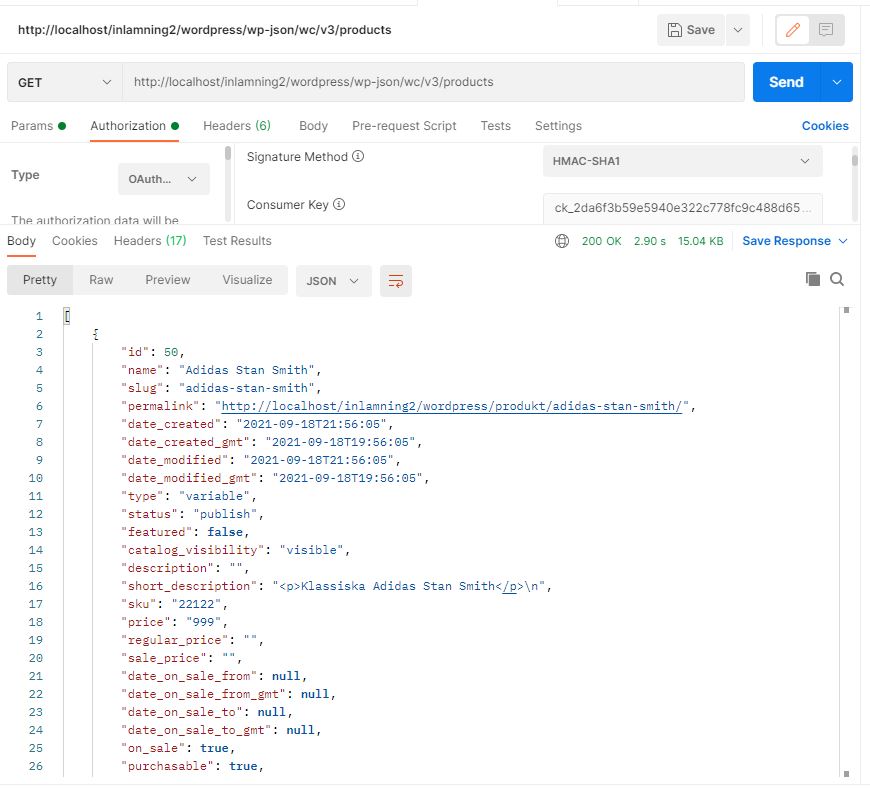 http://localhost/inlamning2/wordpress/wp-json/wc/v3/products
Save
GET
http://localhost/inlamning2/wordpress/wp-json/wc/v3/products
Send
Params
Authorization
Headers (6)
Body
Pre-request Script
Tests
Settings
Cookies
Type
OAuth...
The authorization data will be
Signature Method
HMAC-SHA1
Consumer Key
ck_2da6f3b59e5940e322c778fc9c488d65...
Body
Cookies
Headers (17)
Test Results
200 OK
2.90 s
15.04 KB
Save Response
Pretty
Raw
Preview
Visualize
JSON
1 [
2 {
3 "id": 50,
4 "name": "Adidas Stan Smith",
5 "slug": "adidas-stan-smith",
6 "permalink": "http://localhost/inlamning2/wordpress/produkt/adidas-stan-smith/",
7 "date_created": "2021-09-18T21:56:05",
8 "date_created_gmt": "2021-09-18T19:56:05",
9 "date_modified": "2021-09-18T21:56:05",
10 "date_modified_gmt": "2021-09-18T19:56:05",
11 "type": "variable",
12 "status": "publish",
13 "featured": false,
14 "catalog_visibility": "visible",
15 "description": "",
16 "short_description": "<p>Klassiska Adidas Stan Smith</p>\n",
17 "sku": "22122",
18 "price": "999",
19 "regular_price": "",
20 "sale_price": "",
21 "date_on_sale_from": null,
22 "date_on_sale_from_gmt": null,
23 "date_on_sale_to": null,
24 "date_on_sale_to_gmt": null,
25 "on_sale": true,
26 "purchasable": true,